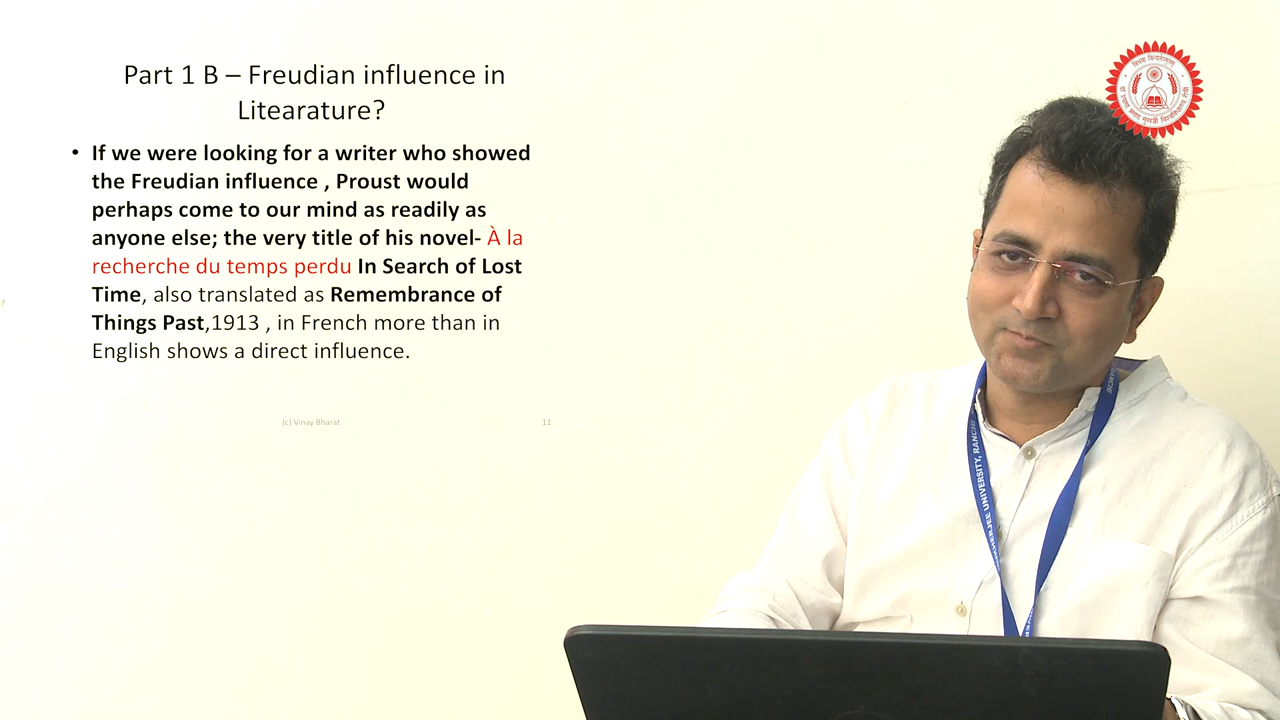 Part 1 B – Freudian influence in
Litearature?
• If we were looking for a writer who showed
the Freudian influence , Proust would
perhaps come to our mind as readily as
anyone else; the very title of his novel- À la
recherche du temps perdu In Search of Lost
Time, also translated as Remembrance of
Things Past,1913 , in French more than in
English shows a direct influence.
(c) Vinay Bharat
11
UNIVERSITY, RANCHI